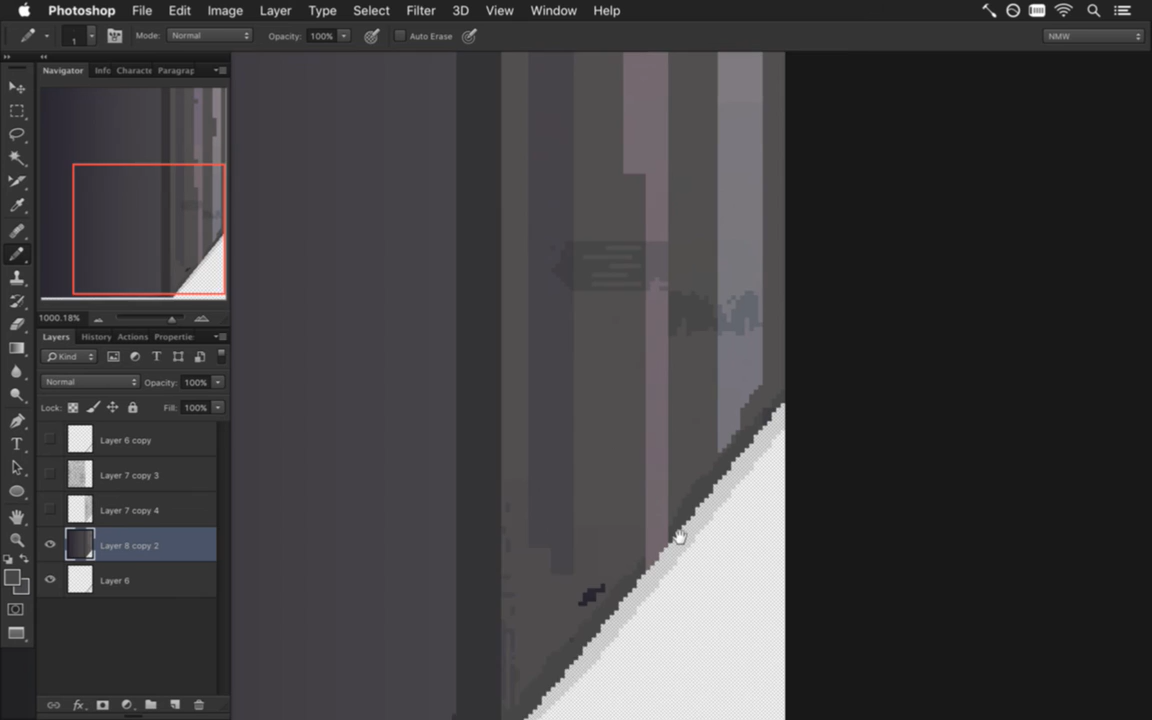 Photoshop File Edit Image Layer Type Select Filter 3D View Window Help
1 Mode: Normal Opacity: 100% Auto Erase NMW
Navigator Info Characte Paragrap
1000.18%
Layers History Actions Propertie
Kind
Normal Opacity: 100%
Lock: Fill: 100%
Layer 6 copy
Layer 7 copy 3
Layer 7 copy 4
Layer 8 copy 2
Layer 6